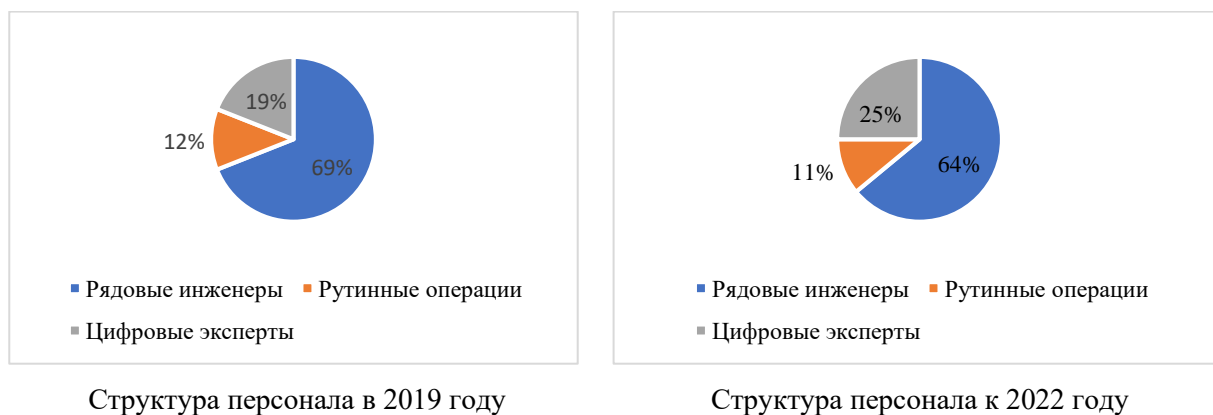 19%
12%
69%
Рядовые инженеры Рутинные операции
Цифровые эксперты
Структура персонала в 2019 году
25%
11%
64%
Рядовые инженеры Рутинные операции
Цифровые эксперты
Структура персонала к 2022 году